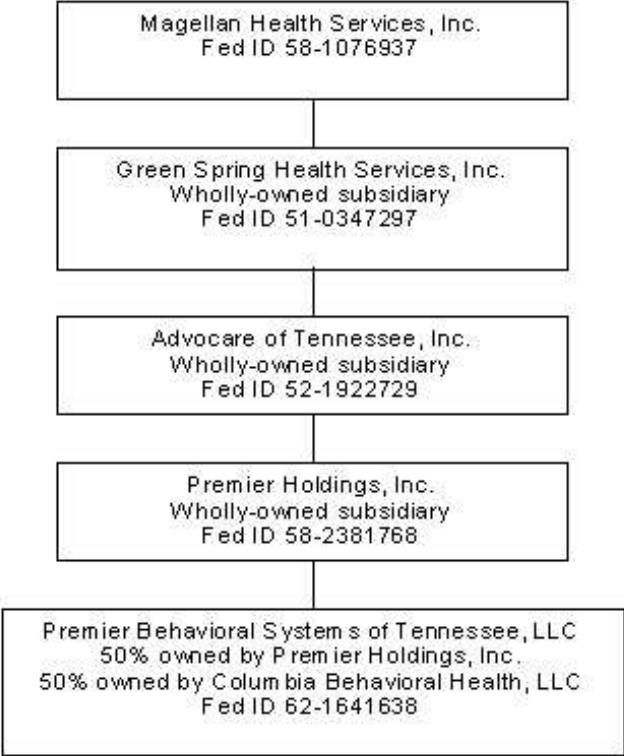 Magellan Health Services, Inc.
Fed ID 58-1076937
Green Spring Health Services, Inc.
Wholly-owned subsidiary
Fed ID 51-0347297
Advocare of Tennessee, Inc.
Wholly-owned subsidiary
Fed ID 52-1922729
Premier Holdings, Inc.
Wholly-owned subsidiary
Fed ID 58-2381768
Premier Behavioral Systems of Tennessee, LLC
50% owned by Premier Holdings, Inc.
50% owned by Columbia Behavioral Health, LLC
Fed ID 62-1641638